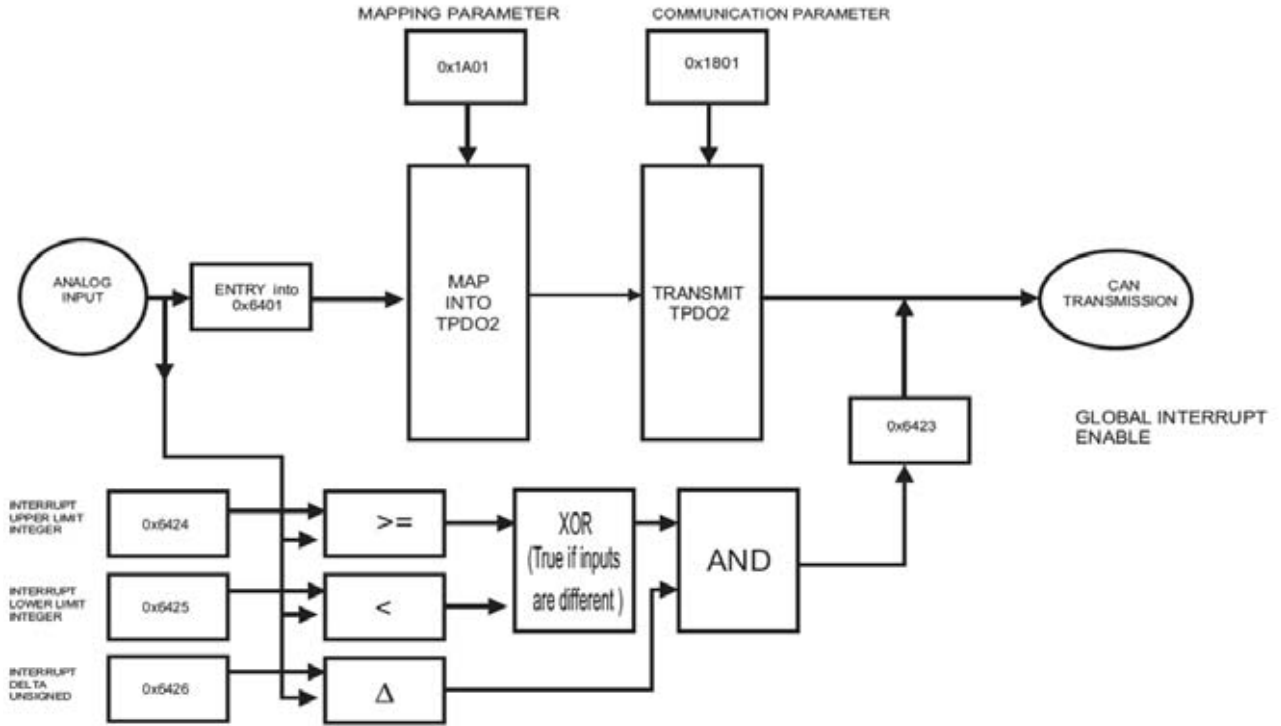 MAPPING PARAMETER
COMMUNICATION PARAMETER
0x1A01
0x1801
ANALOG
INPUT
ENTRY into
0x6401
MAP
INTO
TPDO2
TRANSMIT
TPDO2
CAN
TRANSMISSION
0x6423
GLOBAL INTERRUPT
ENABLE
INTERRUPT
UPPER LIMIT
INTEGER
0x6424
>=
XOR
(True if inputs
are different )
AND
INTERRUPT
LOWER LIMIT
INTEGER
0x6425
<
INTERRUPT
DELTA
UNSIGNED
0x6426
Δ